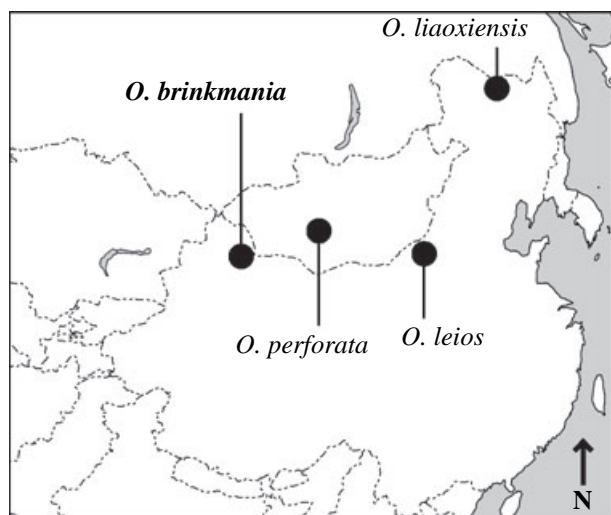 O. liaoxiensis
O. brinkmania
O. perforata
O. leios
N